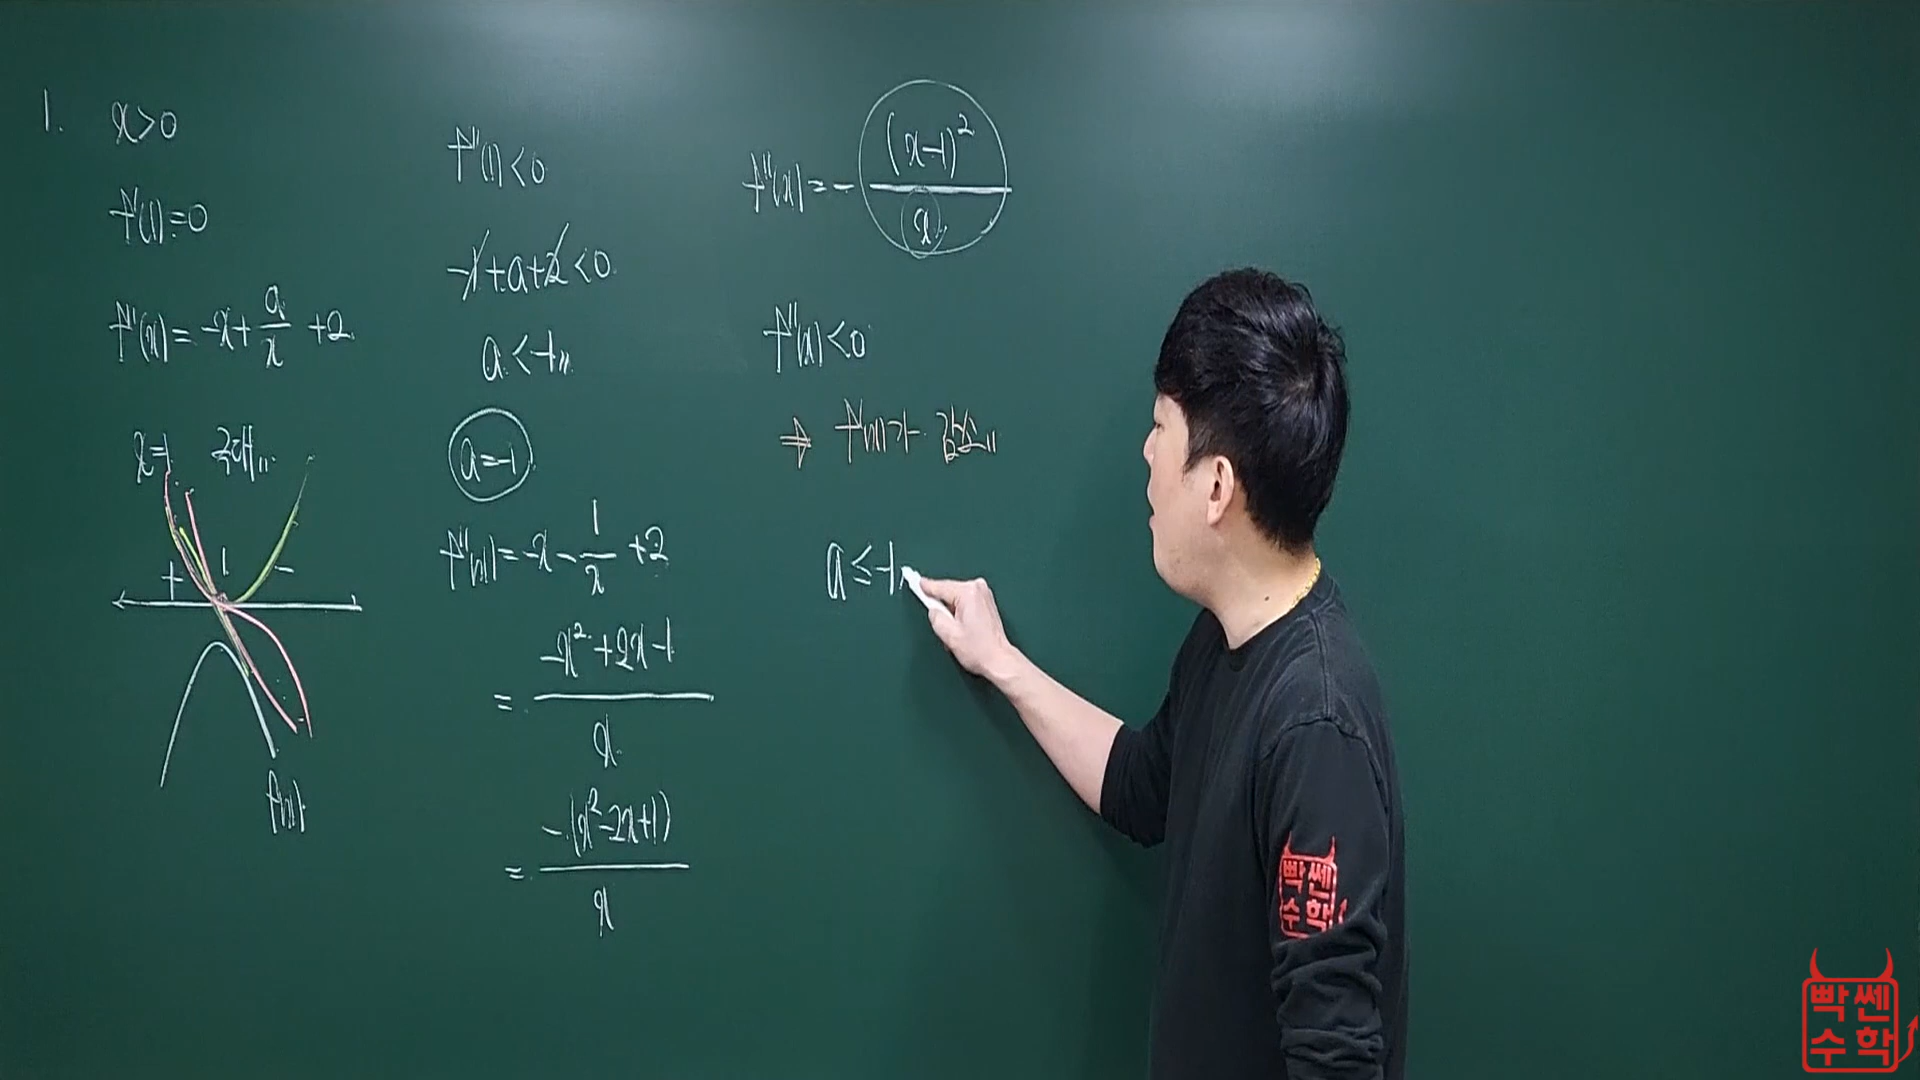 1. x>0
f'(1)=0
f''(x)=-x+a/x+2
x=1 극대
+ 1 -
f(x)
f''(1)<0
-1+a+2<0
a<-1
a=-1
f''(x)=-x-1/x+2
=(-x²+2x-1)/x
=-(x²-2x+1)/x
f''(x)=-(x-1)²/x
f''(x)<0
⇒ f'(x)가 감소
a≤-1
빡쎈
수학
빡쎈
수학